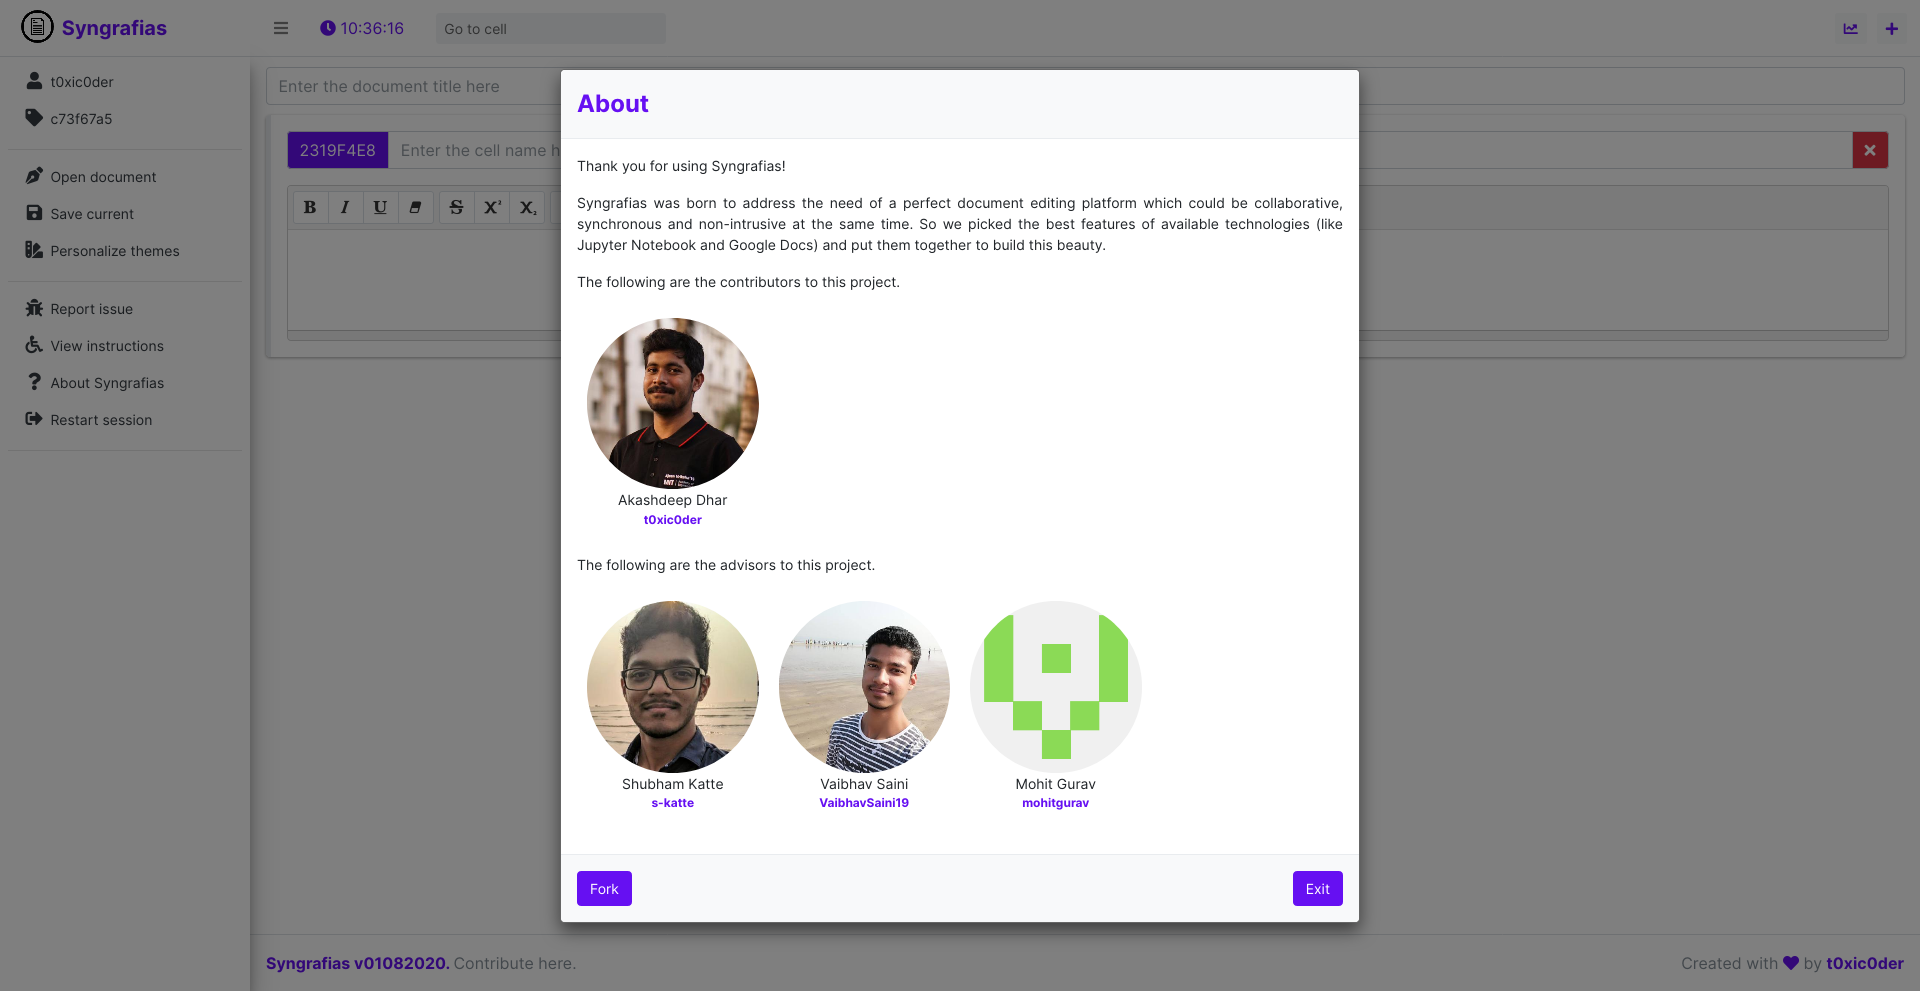 Syngrafias
10:36:16
Go to cell
t0xic0der
c73f67a5
Open document
Save current
Personalize themes
Report issue
View instructions
About Syngrafias
Restart session
Enter the document title here
2319F4E8
Enter the cell name h
B I U S X² X₂
About
Thank you for using Syngrafias!
Syngrafias was born to address the need of a perfect document editing platform which could be collaborative,
synchronous and non-intrusive at the same time. So we picked the best features of available technologies (like
Jupyter Notebook and Google Docs) and put them together to build this beauty.
The following are the contributors to this project.
Akashdeep Dhar
t0xic0der
The following are the advisors to this project.
Shubham Katte
s-katte
Vaibhav Saini
VaibhavSaini19
Mohit Gurav
mohitgurav
Fork
Exit
Syngrafias v01082020. Contribute here.
Created with ♥ by t0xic0der